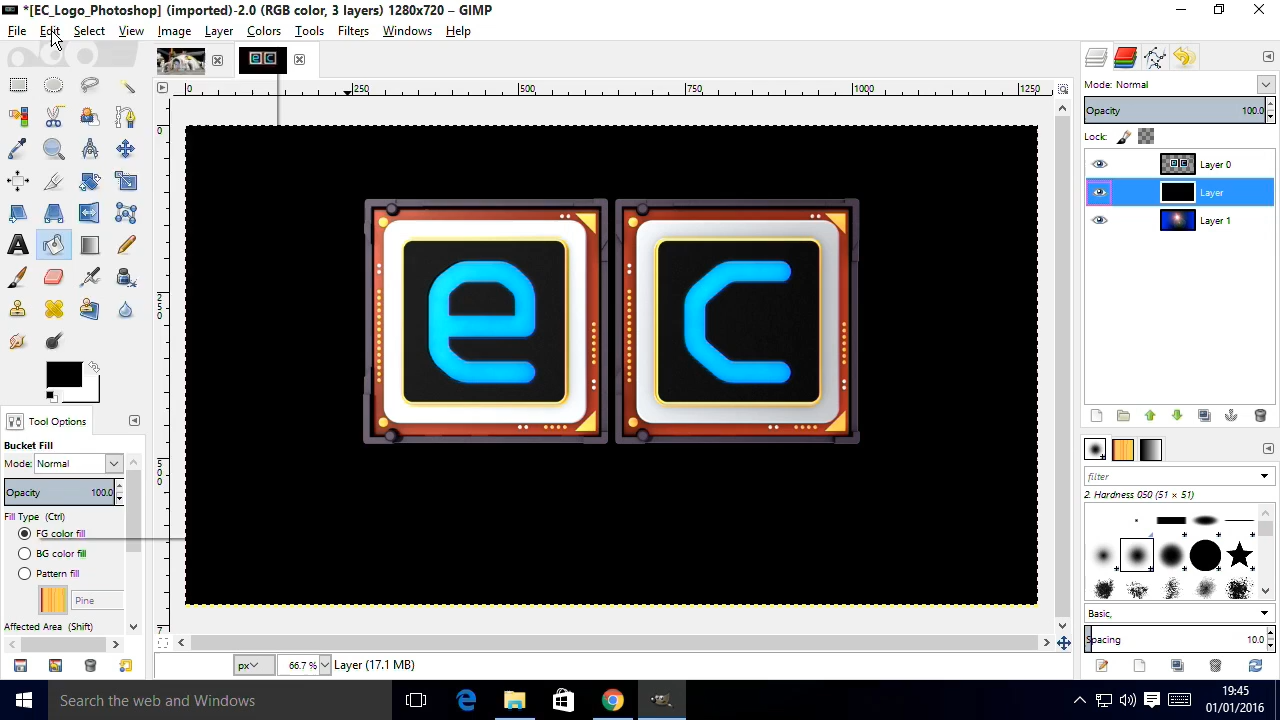 *[EC_Logo_Photoshop] (imported)-2.0 (RGB color, 3 layers) 1280x720 – GIMP
File Edit Select View Image Layer Colors Tools Filters Windows Help
Mode: Normal
Opacity 100.0
Lock:
Layer 0
Layer
Layer 1
0 250 500 750 1000 1250
0
250
500
7
e c
Tool Options
Bucket Fill
Mode: Normal
Opacity 100.0
Fill Type (Ctrl)
FG color fill
BG color fill
Pattern fill
Pine
Affected Area (Shift)
filter
2. Hardness 050 (51 × 51)
Basic,
Spacing 10.0
px 66.7 % Layer (17.1 MB)
Search the web and Windows
19:45
01/01/2016